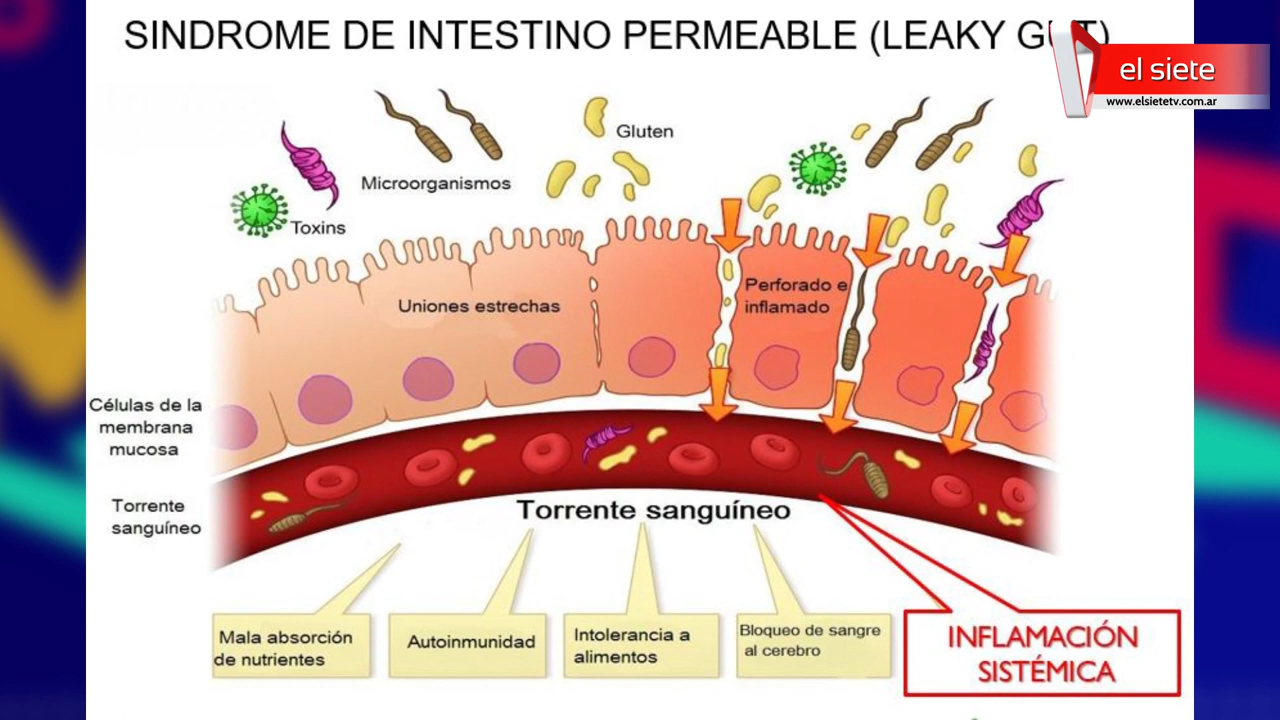 SINDROME DE INTESTINO PERMEABLE (LEAKY GUT)
el siete
www.elsietetv.com.ar
Gluten
Microorganismos
Toxins
Uniones estrechas
Perforado e
inflamado
Células de la
membrana
mucosa
Torrente
sanguíneo
Torrente sanguíneo
Mala absorción
de nutrientes
Autoinmunidad
Intolerancia a
alimentos
Bloqueo de sangre
al cerebro
INFLAMACIÓN
SISTÉMICA